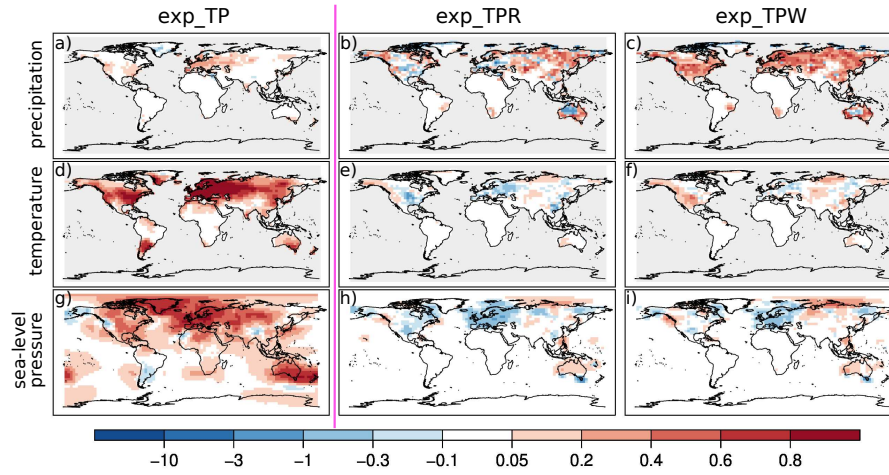 exp_TP exp_TPR exp_TPW
precipitation
a) b) c)
temperature
d) e) f)
sea-level
pressure
g) h) i)
−10 −3 −1 −0.3 −0.1 0.05 0.2 0.4 0.6 0.8